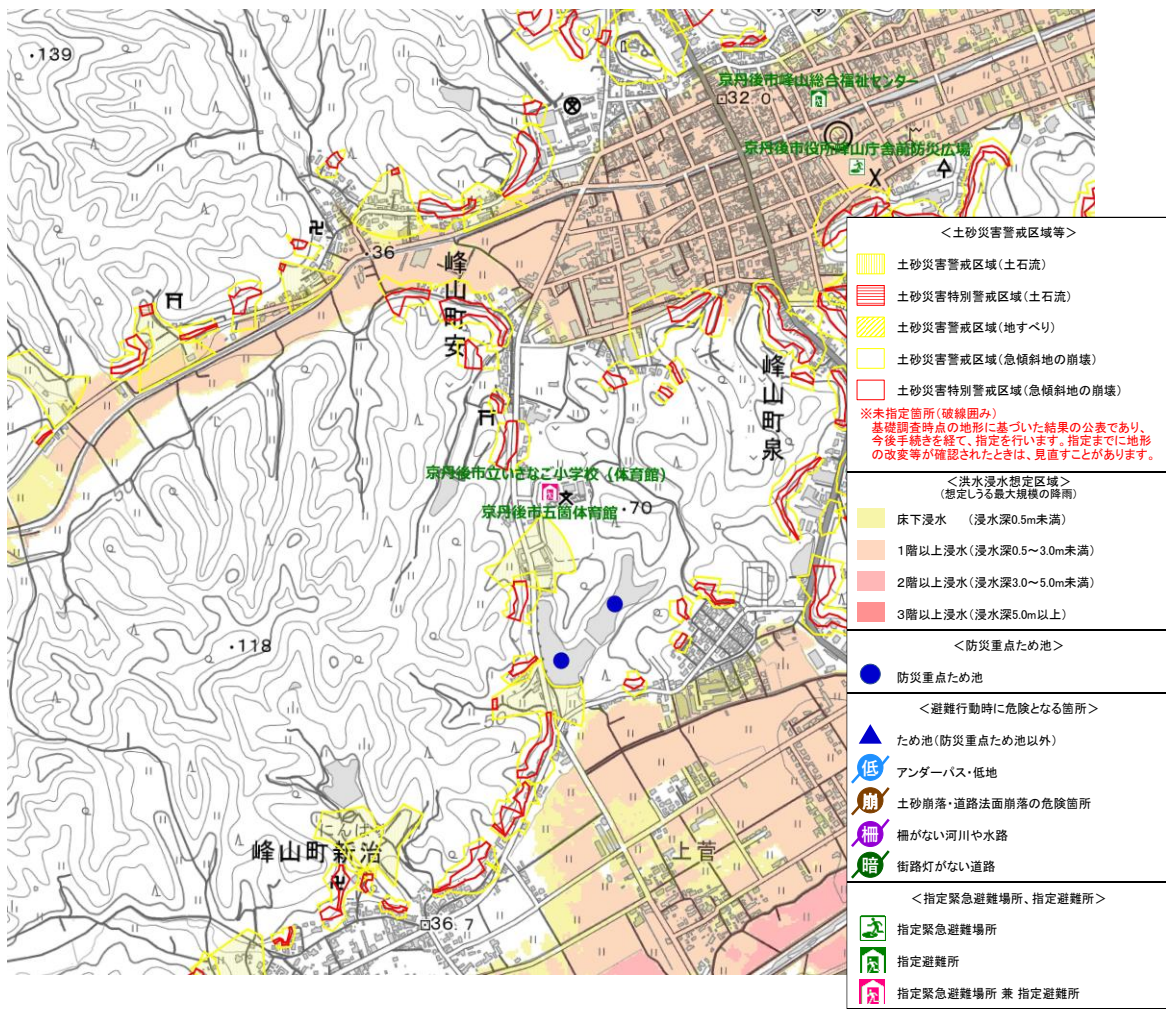 ・139
京丹後市峰山総合福祉センター
32.0
京丹後市役所峰山庁舎前防災広場
36
峰山町安
峰山町泉
京丹後市立いさなご小学校（体育館）
京丹後市五箇体育館
・70
・118
50
にんばり
峰山町新治
上菅
36.7
＜土砂災害警戒区域等＞
土砂災害警戒区域（土石流）
土砂災害特別警戒区域（土石流）
土砂災害警戒区域（地すべり）
土砂災害警戒区域（急傾斜地の崩壊）
土砂災害特別警戒区域（急傾斜地の崩壊）
※未指定箇所（破線囲み）
基礎調査時点の地形に基づいた結果の公表であり、
今後手続きを経て、指定を行います。指定までに地形
の改変等が確認されたときは、見直すことがあります。
＜洪水浸水想定区域＞
（想定しうる最大規模の降雨）
床下浸水　（浸水深0.5m未満）
1階以上浸水（浸水深0.5～3.0m未満）
2階以上浸水（浸水深3.0～5.0m未満）
3階以上浸水（浸水深5.0m以上）
＜防災重点ため池＞
防災重点ため池
＜避難行動時に危険となる箇所＞
ため池（防災重点ため池以外）
低 アンダーパス・低地
崩 土砂崩落・道路法面崩落の危険箇所
柵 柵がない河川や水路
暗 街路灯がない道路
＜指定緊急避難場所、指定避難所＞
指定緊急避難場所
指定避難所
指定緊急避難場所 兼 指定避難所